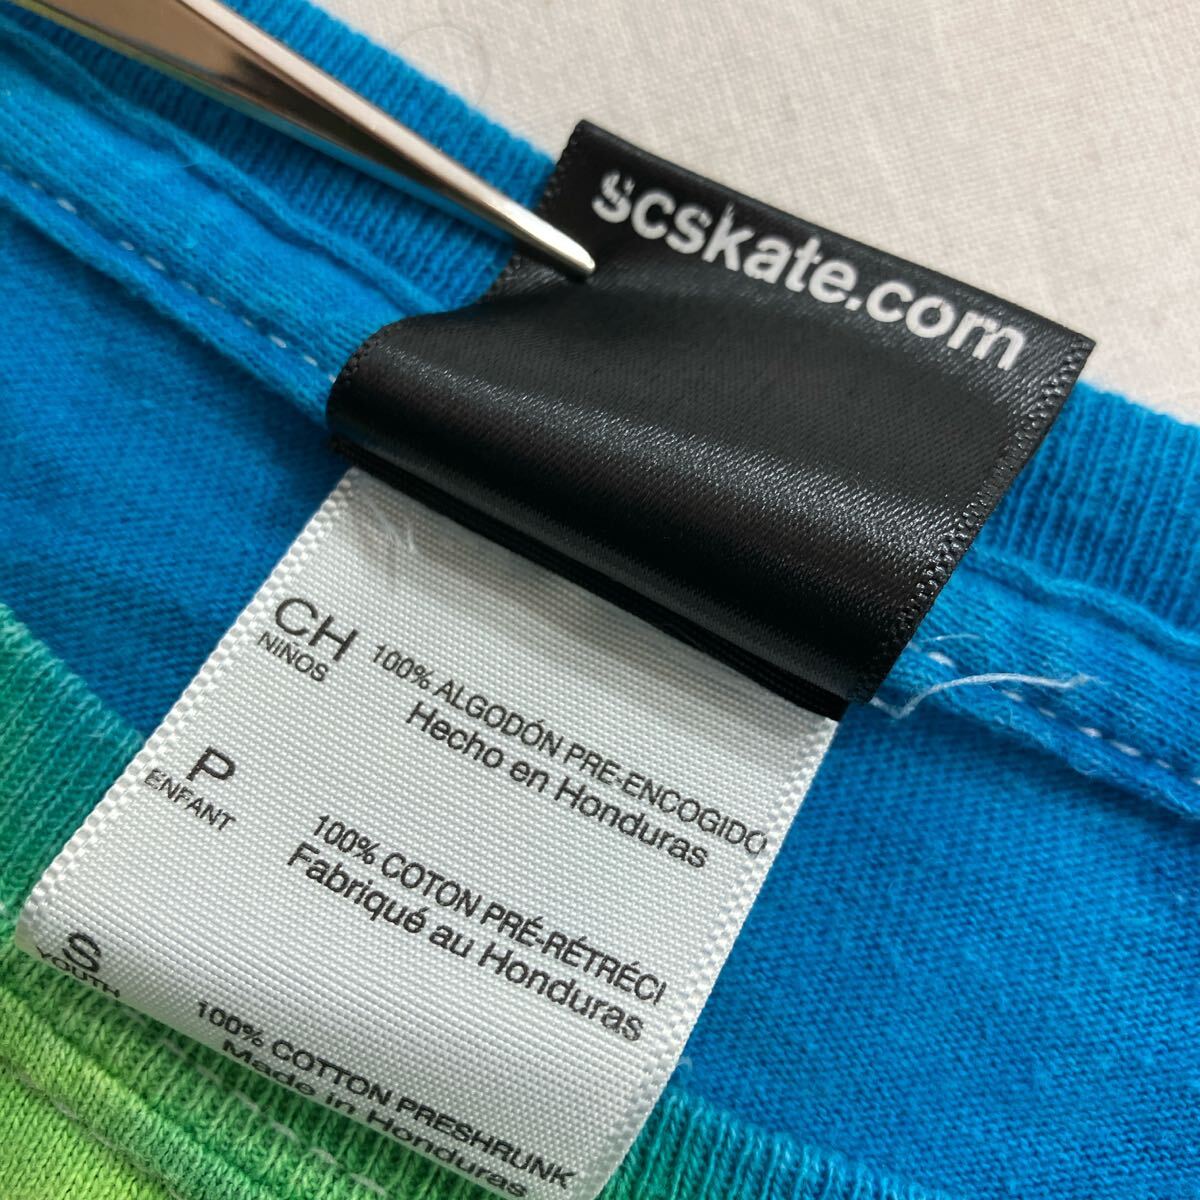 scskate.com
CH
NIÑOS
100% ALGODÓN PRE-ENCOGIDO
Hecho en Honduras
P
ENFANT
100% COTON PRÉ-RÉTRÉCI
Fabriqué au Honduras
S
YOUTH
100% COTTON PRESHRUNK
Made in Honduras